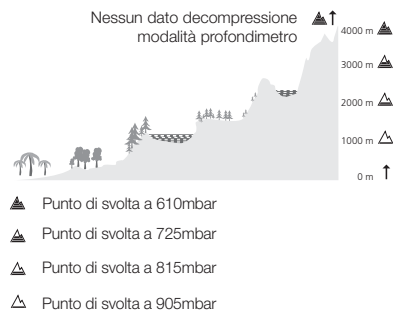 Nessun dato decompressione
modalità profondimetro
4000 m
3000 m
2000 m
1000 m
0 m
Punto di svolta a 610mbar
Punto di svolta a 725mbar
Punto di svolta a 815mbar
Punto di svolta a 905mbar